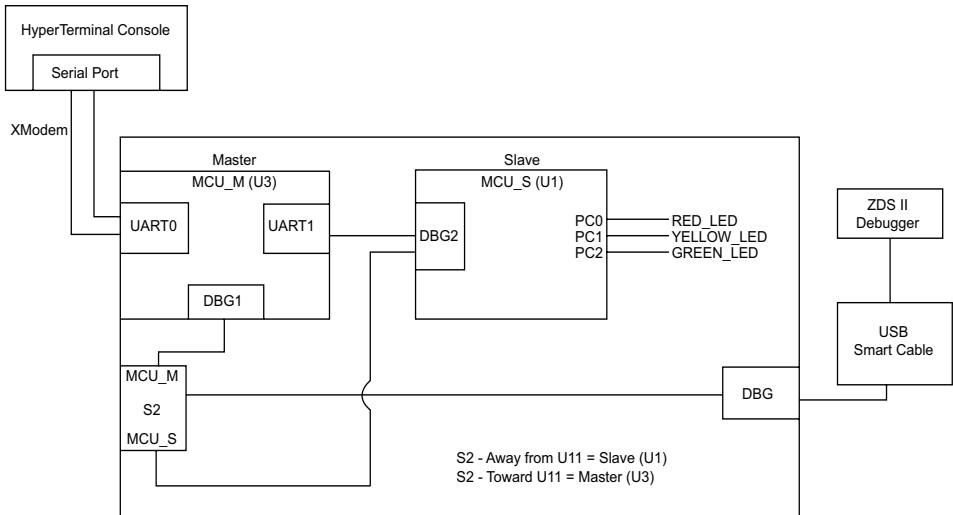 HyperTerminal Console
Serial Port
XModem
Master
MCU_M (U3)
UART0
UART1
DBG1
Slave
MCU_S (U1)
DBG2
PC0
RED_LED
PC1
YELLOW_LED
PC2
GREEN_LED
ZDS II
Debugger
USB
Smart Cable
MCU_M
S2
MCU_S
DBG
S2 - Away from U11 = Slave (U1)
S2 - Toward U11 = Master (U3)